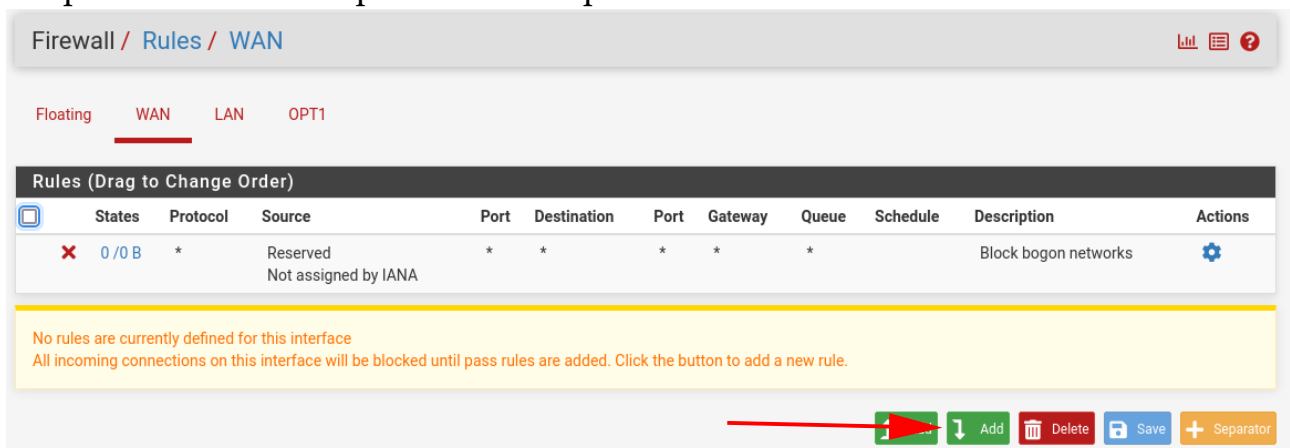 Firewall / Rules / WAN
Floating WAN LAN OPT1
Rules (Drag to Change Order)
States Protocol Source Port Destination Port Gateway Queue Schedule Description Actions
0 /0 B * Reserved * * * * * Block bogon networks
Not assigned by IANA
No rules are currently defined for this interface
All incoming connections on this interface will be blocked until pass rules are added. Click the button to add a new rule.
Add Delete Save Separator